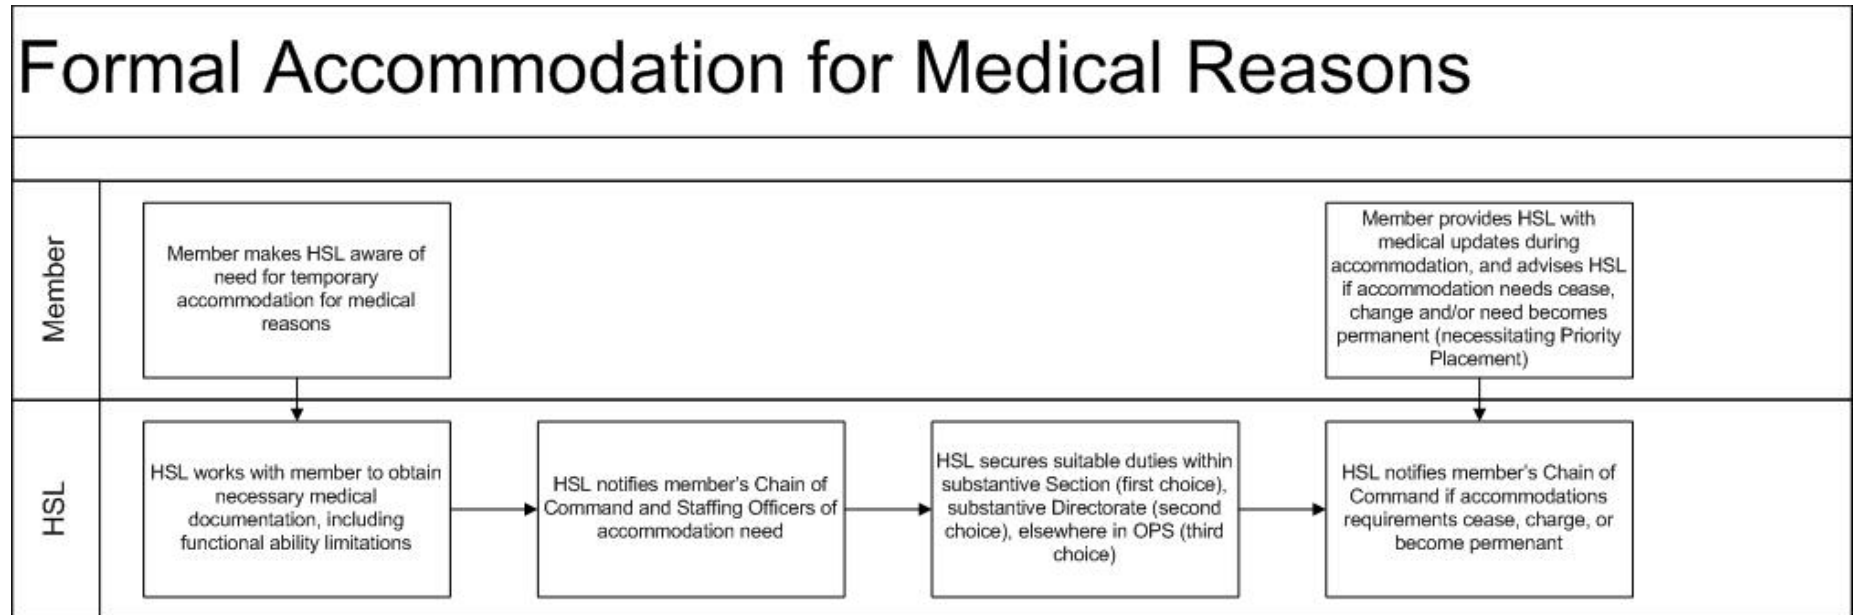 Formal Accommodation for Medical Reasons
Member
Member makes HSL aware of
need for temporary
accommodation for medical
reasons
Member provides HSL with
medical updates during
accommodation, and advises HSL
if accommodation needs cease,
change and/or need becomes
permanent (necessitating Priority
Placement)
HSL
HSL works with member to obtain
necessary medical
documentation, including
functional ability limitations
HSL notifies member's Chain of
Command and Staffing Officers of
accommodation need
HSL secures suitable duties within
substantive Section (first choice),
substantive Directorate (second
choice), elsewhere in OPS (third
choice)
HSL notifies member's Chain of
Command if accommodations
requirements cease, charge, or
become permenant